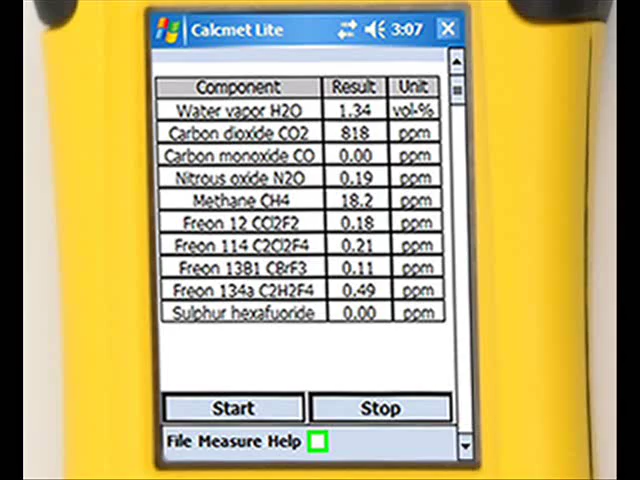 Calcmet Lite 3:07
Component Result Unit
Water vapor H2O 1.34 vol-%
Carbon dioxide CO2 818 ppm
Carbon monoxide CO 0.00 ppm
Nitrous oxide N2O 0.19 ppm
Methane CH4 18.2 ppm
Freon 12 CCl2F2 0.18 ppm
Freon 114 C2Cl2F4 0.21 ppm
Freon 13B1 CBrF3 0.11 ppm
Freon 134a C2H2F4 0.49 ppm
Sulphur hexafuoride 0.00 ppm
Start Stop
File Measure Help